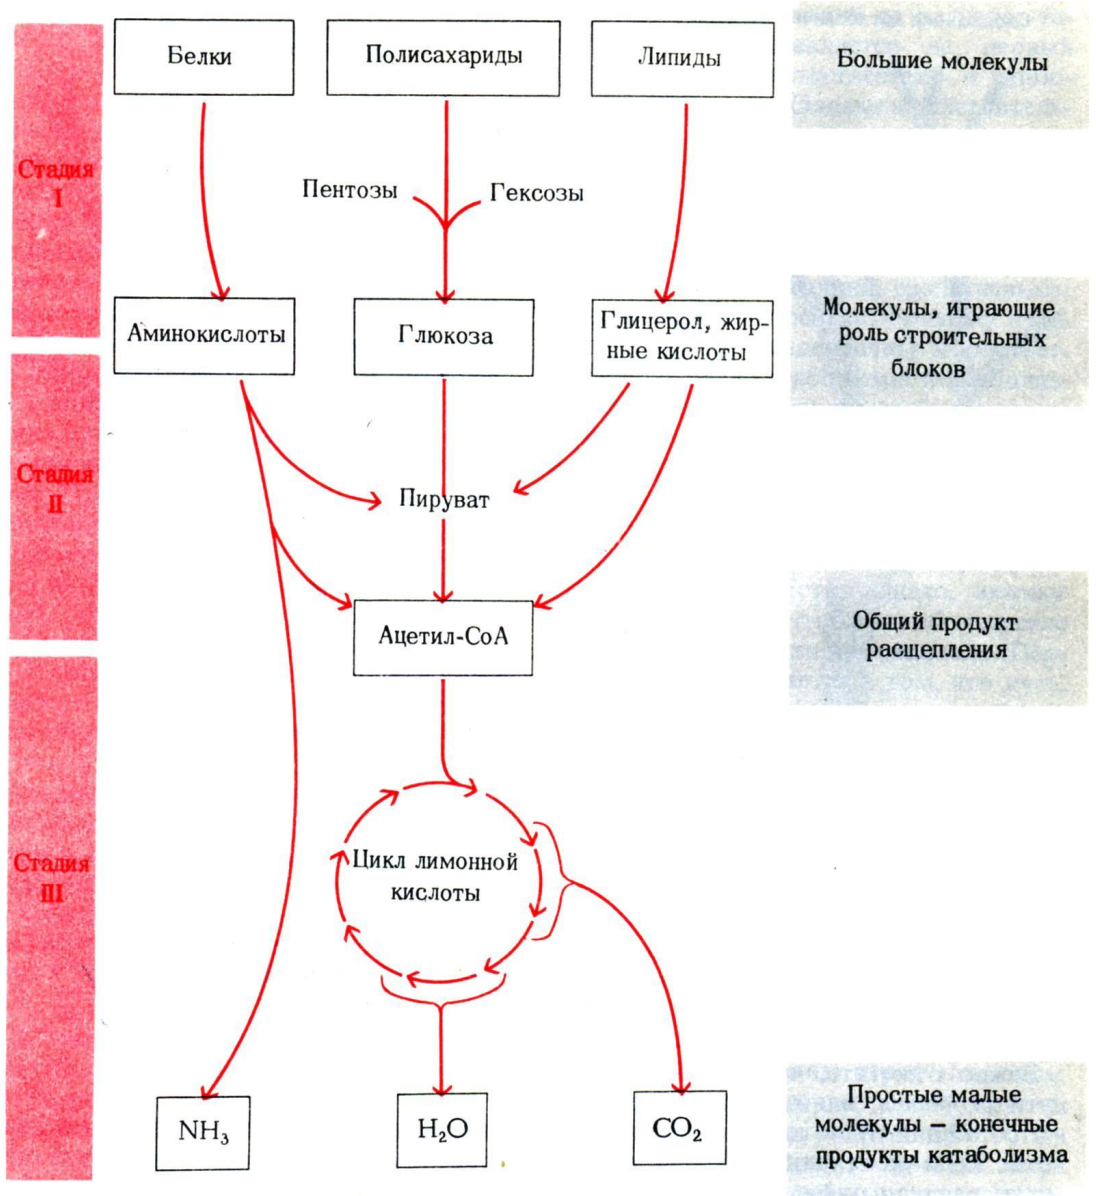 Белки
Полисахариды
Липиды
Большие молекулы
Стадия
I
Пентозы
Гексозы
Аминокислоты
Глюкоза
Глицерол, жир-
ные кислоты
Молекулы, играющие
роль строительных
блоков
Стадия
II
Пируват
Ацетил-CoA
Общий продукт
расщепления
Стадия
III
Цикл лимонной
кислоты
NH₃
H₂O
CO₂
Простые малые
молекулы – конечные
продукты катаболизма